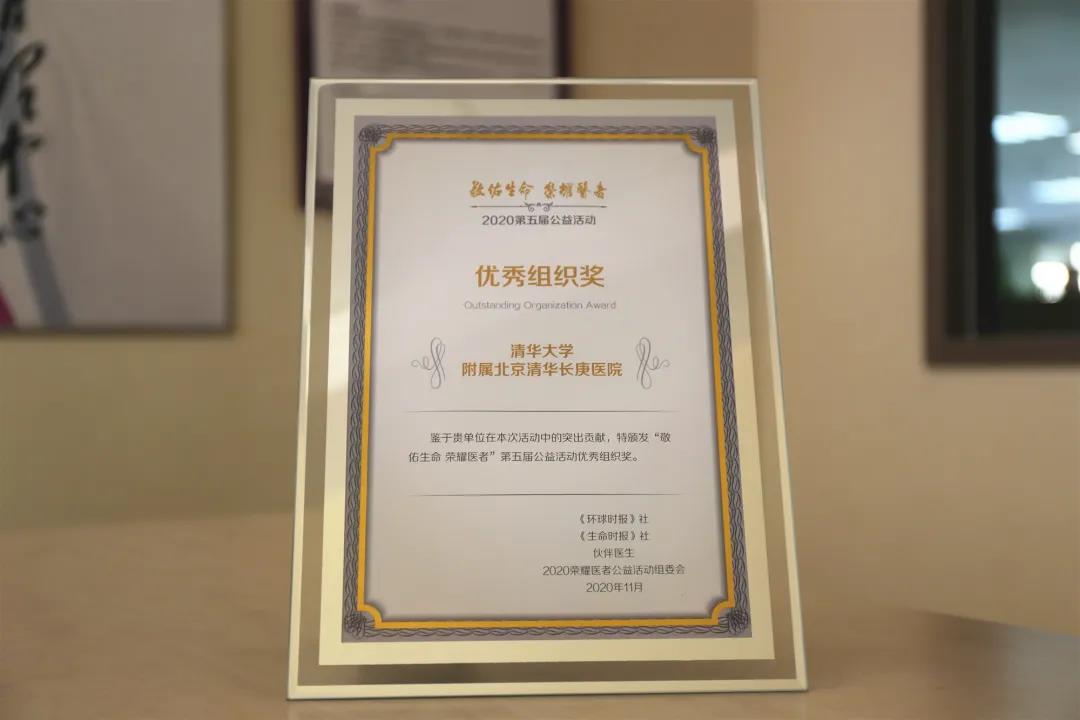 敬佑生命 榮耀醫者
2020第五届公益活动
优秀组织奖
Outstanding Organization Award
清华大学
附属北京清华长庚医院
鉴于贵单位在本次活动中的突出贡献，特颁发“敬
佑生命 荣耀医者”第五届公益活动优秀组织奖。
《环球时报》社
《生命时报》社
伙伴医生
2020荣耀医者公益活动组委会
2020年11月